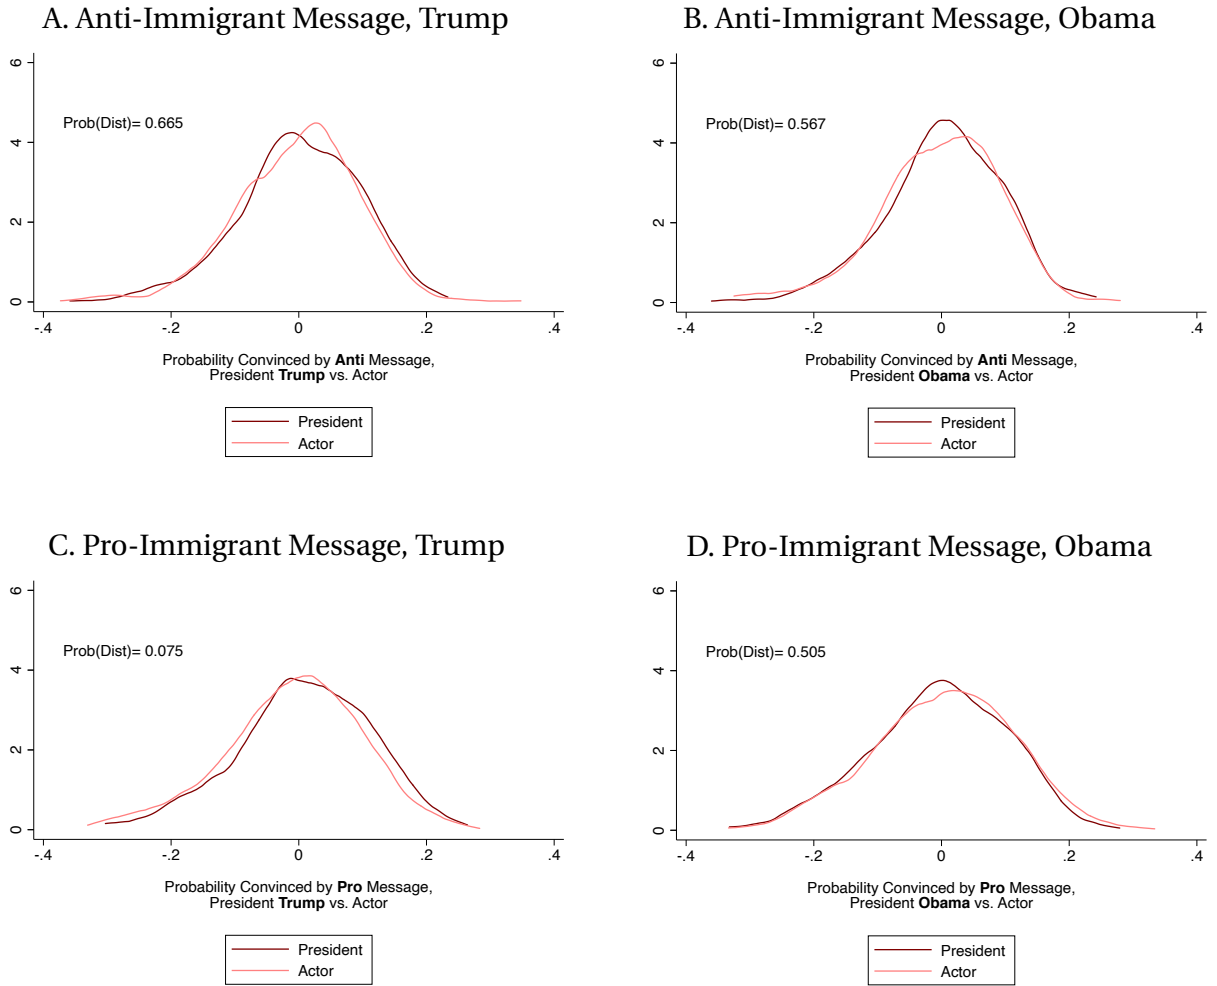 A. Anti-Immigrant Message, Trump
6
4
2
0
Prob(Dist)= 0.665
-.4 -.2 0 .2 .4
Probability Convinced by Anti Message,
President Trump vs. Actor
President
Actor
B. Anti-Immigrant Message, Obama
6
4
2
0
Prob(Dist)= 0.567
-.4 -.2 0 .2 .4
Probability Convinced by Anti Message,
President Obama vs. Actor
President
Actor
C. Pro-Immigrant Message, Trump
6
4
2
0
Prob(Dist)= 0.075
-.4 -.2 0 .2 .4
Probability Convinced by Pro Message,
President Trump vs. Actor
President
Actor
D. Pro-Immigrant Message, Obama
6
4
2
0
Prob(Dist)= 0.505
-.4 -.2 0 .2 .4
Probability Convinced by Pro Message,
President Obama vs. Actor
President
Actor